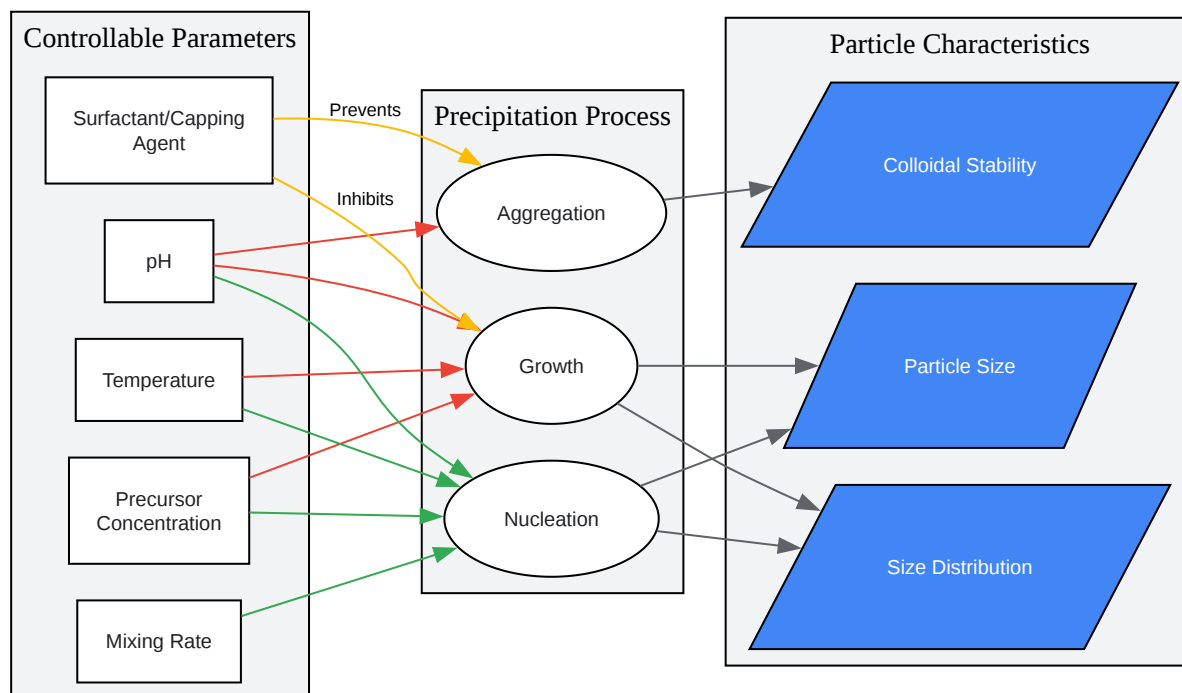 Controllable Parameters
Surfactant/Capping
Agent
pH
Temperature
Precursor
Concentration
Mixing Rate
Prevents
Inhibits
Precipitation Process
Aggregation
Growth
Nucleation
Particle Characteristics
Colloidal Stability
Particle Size
Size Distribution